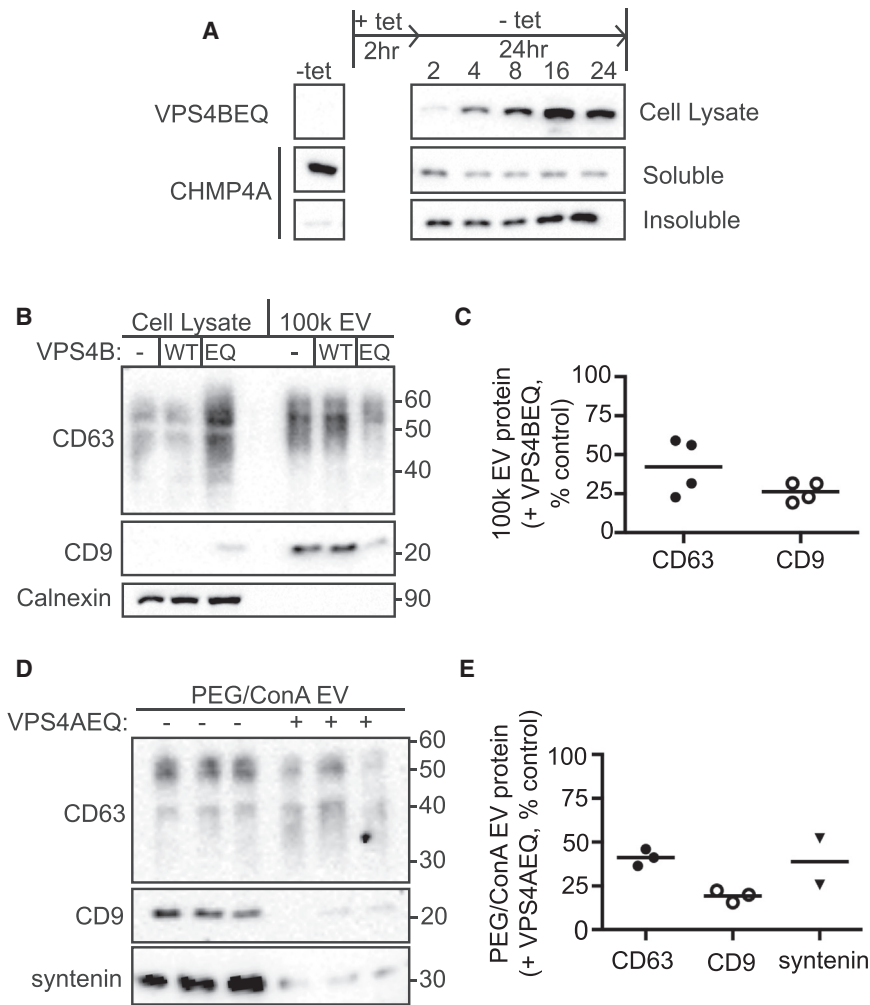 A
+ tet
- tet
2hr
24hr
-tet
2 4 8 16 24
VPS4BEQ
Cell Lysate
CHMP4A
Soluble
Insoluble
B
Cell Lysate 100k EV
VPS4B: - WT EQ - WT EQ
CD63
60
50
40
CD9
20
Calnexin
90
C
100k EV protein
(+ VPS4BEQ,
% control)
100
75
50
25
0
CD63 CD9
D
PEG/ConA EV
VPS4AEQ: - - - + + +
CD63
60
50
40
30
CD9
20
syntenin
30
E
PEG/ConA EV protein
(+ VPS4AEQ, % control)
100
75
50
25
0
CD63 CD9 syntenin